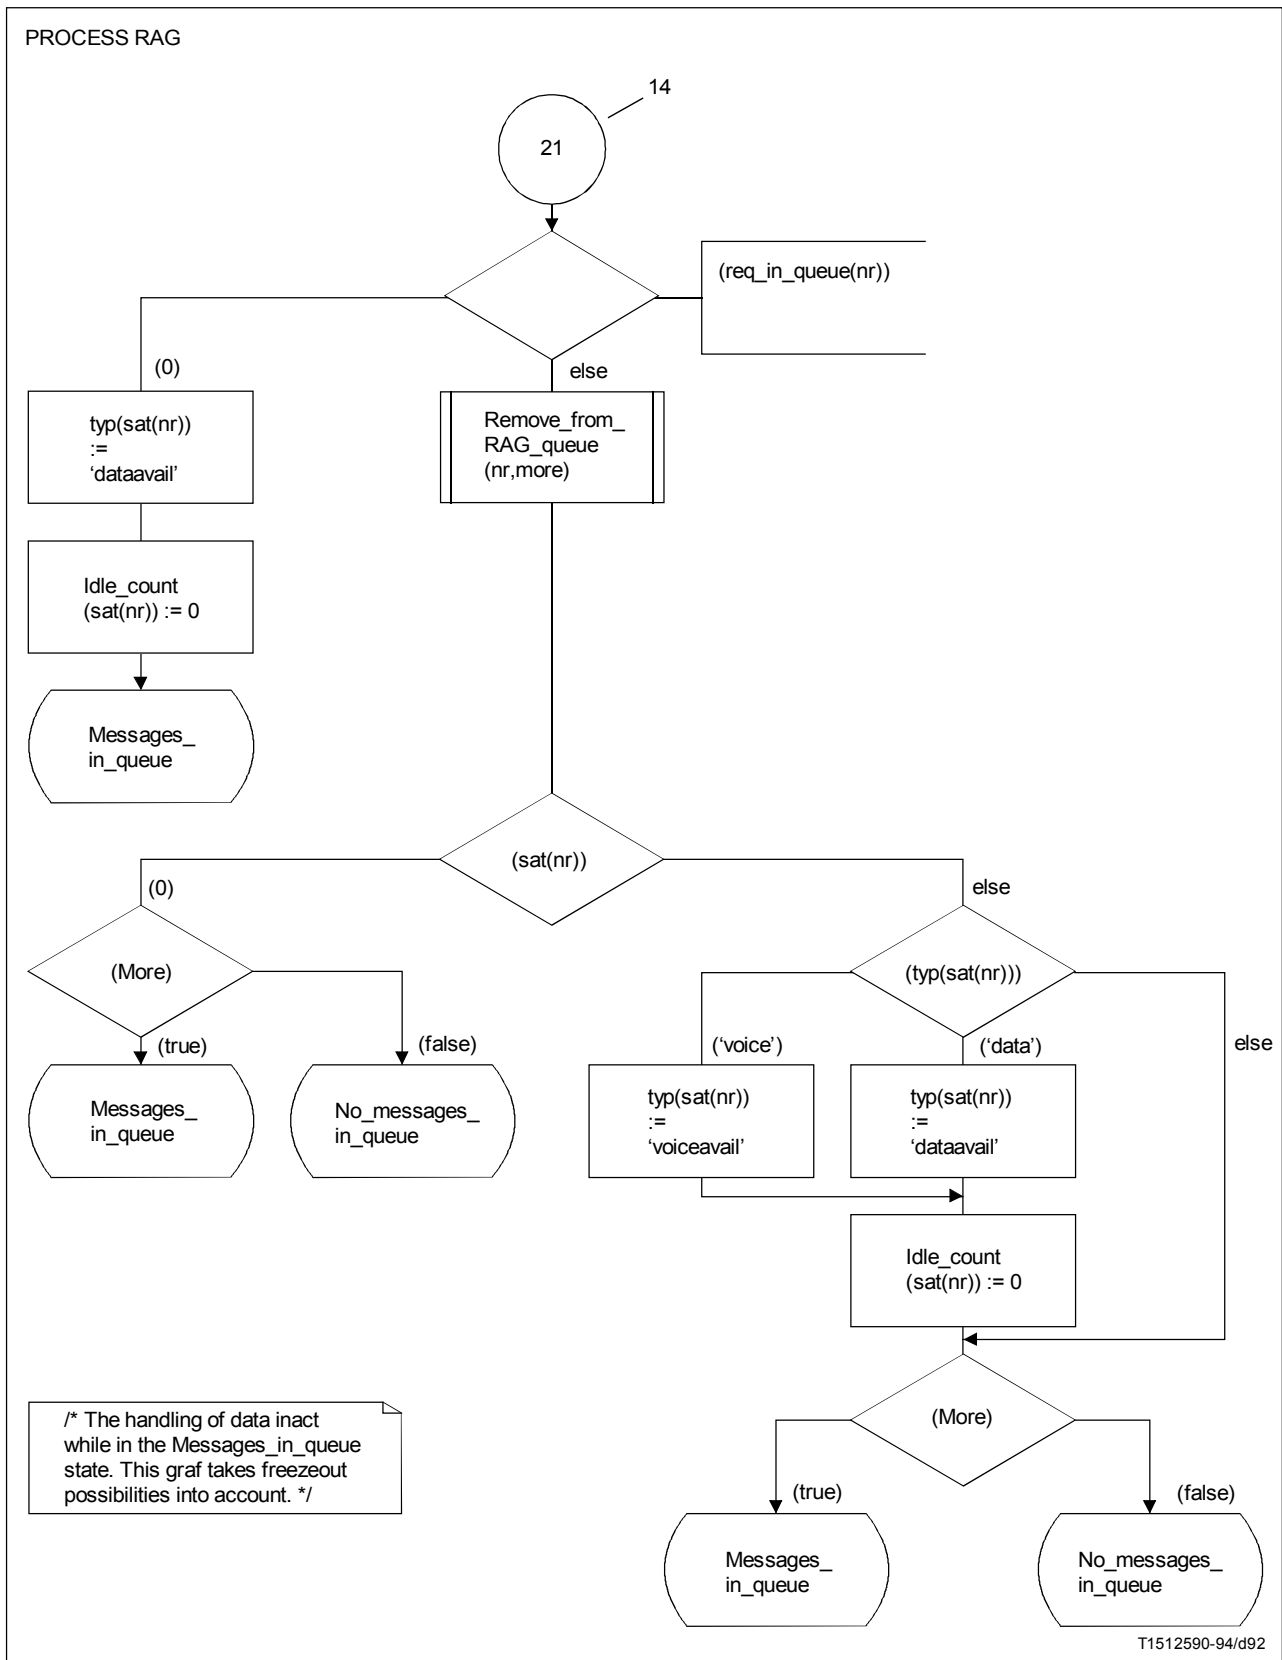 PROCESS RAG
14
21
(req_in_queue(nr))
(0)
else
typ(sat(nr))
:=
‘dataavail’
Remove_from_
RAG_queue
(nr,more)
Idle_count
(sat(nr)) := 0
Messages_
in_queue
(sat(nr))
(0)
else
(More)
(typ(sat(nr)))
(true)
(false)
(‘voice’)
(‘data’)
else
Messages_
in_queue
No_messages_
in_queue
typ(sat(nr))
:=
‘voiceavail’
typ(sat(nr))
:=
‘dataavail’
Idle_count
(sat(nr)) := 0
/* The handling of data inact
while in the Messages_in_queue
state. This graf takes freezeout
possibilities into account. */
(More)
(true)
(false)
Messages_
in_queue
No_messages_
in_queue
T1512590-94/d92